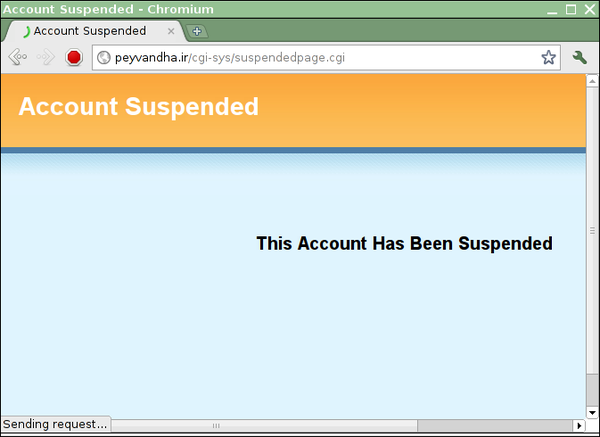 Account Suspended - Chromium
Account Suspended
peyvandha.ir/cgi-sys/suspendedpage.cgi
Account Suspended
This Account Has Been Suspended
Sending request...